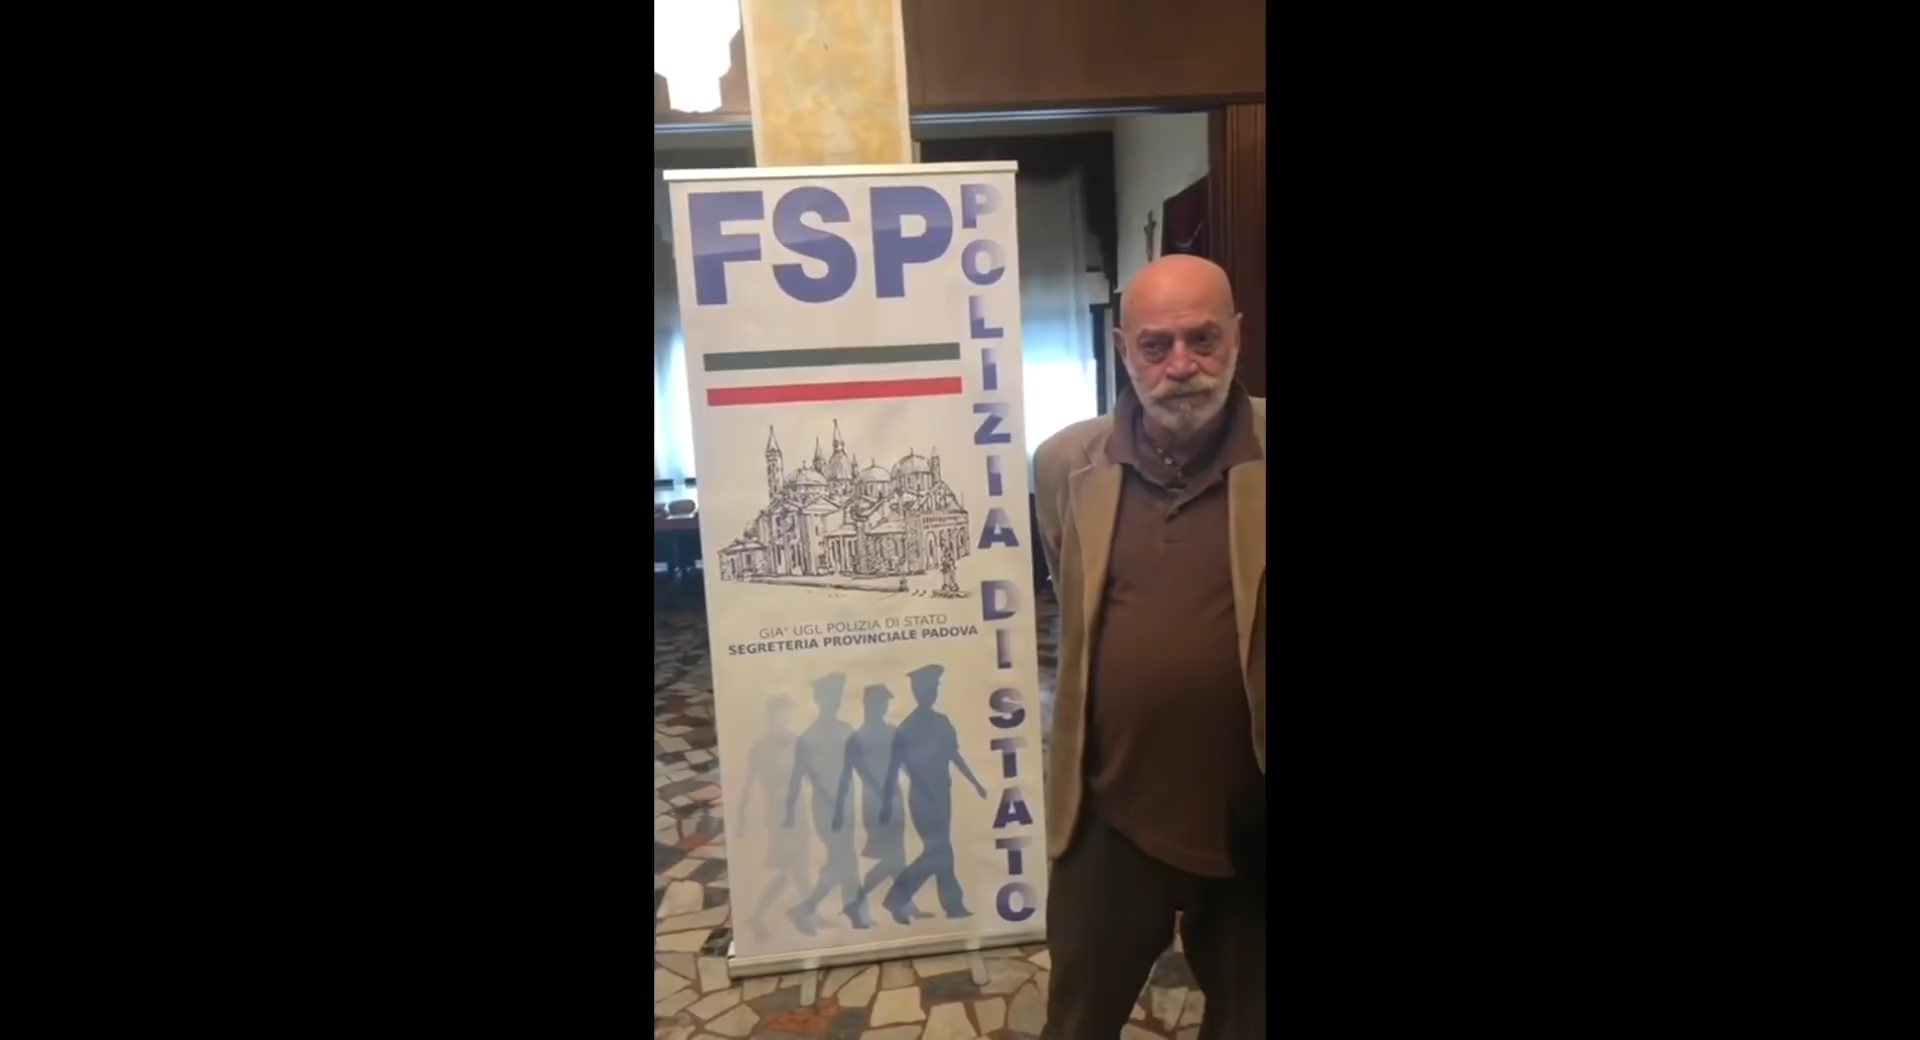 FSP
POLIZIA DI STATO
GIA' UGL POLIZIA DI STATO
SEGRETERIA PROVINCIALE PADOVA